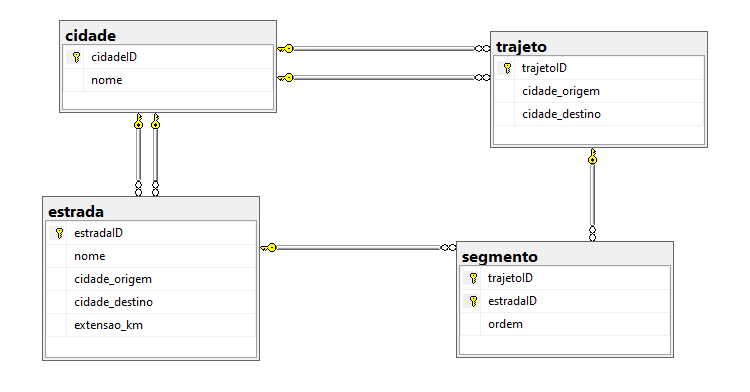 cidade
cidadeID
nome
trajeto
trajetoID
cidade_origem
cidade_destino
estrada
estradaID
nome
cidade_origem
cidade_destino
extensao_km
segmento
trajetoID
estradaID
ordem